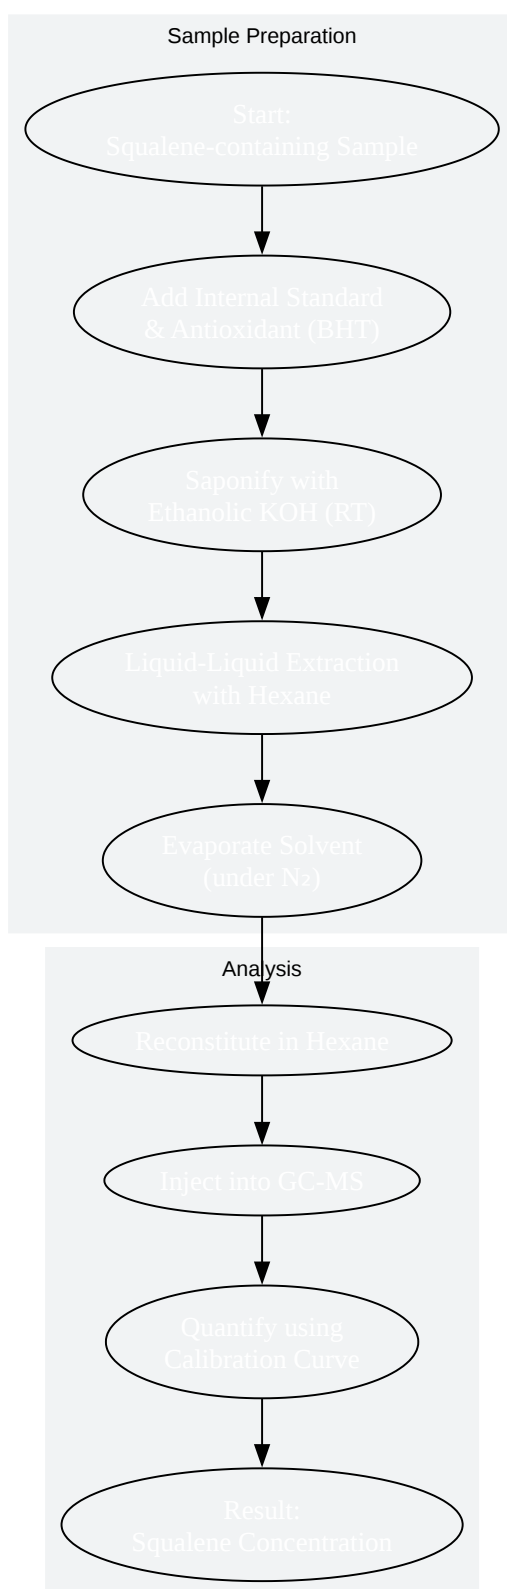 Sample Preparation
Start:
Squalene-containing Sample
Add Internal Standard
& Antioxidant (BHT)
Saponify with
Ethanolic KOH (RT)
Liquid-Liquid Extraction
with Hexane
Evaporate Solvent
(under N₂)
Analysis
Reconstitute in Hexane
Inject into GC-MS
Quantify using
Calibration Curve
Result:
Squalene Concentration